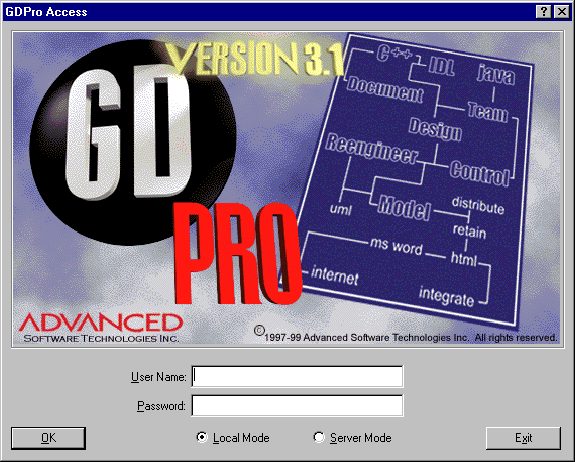 GDPro Access
VERSION 3.1
GD
PRO
C++
IDL
java
Document
Team
Design
Reengineer
Control
Model
uml
distribute
retain
ms word
html
internet
integrate
ADVANCED
SOFTWARE TECHNOLOGIES INC.
©1997-99 Advanced Software Technologies Inc. All rights reserved.
User Name:
Password:
OK
Local Mode
Server Mode
Exit